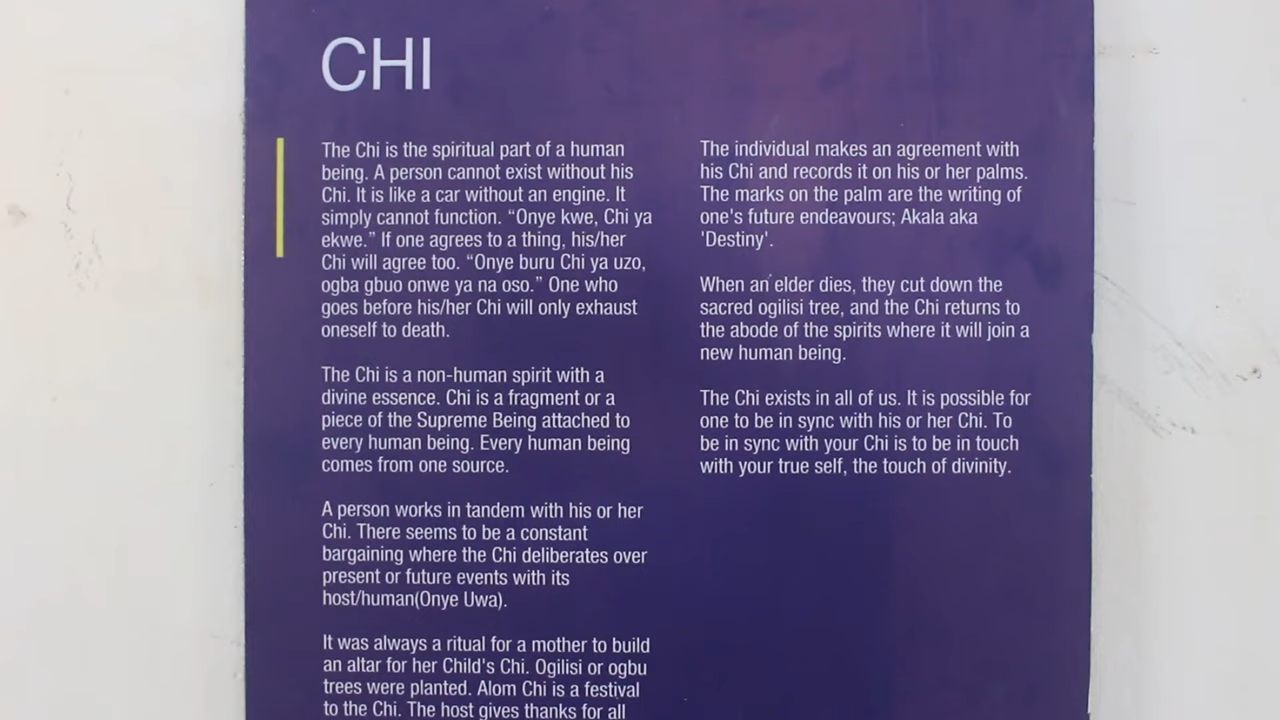 CHI
The Chi is the spiritual part of a human
being. A person cannot exist without his
Chi. It is like a car without an engine. It
simply cannot function. “Onye kwe, Chi ya
ekwe.” If one agrees to a thing, his/her
Chi will agree too. “Onye buru Chi ya uzo,
ogba gbuo onwe ya na oso.” One who
goes before his/her Chi will only exhaust
oneself to death.
The Chi is a non-human spirit with a
divine essence. Chi is a fragment or a
piece of the Supreme Being attached to
every human being. Every human being
comes from one source.
A person works in tandem with his or her
Chi. There seems to be a constant
bargaining where the Chi deliberates over
present or future events with its
host/human(Onye Uwa).
It was always a ritual for a mother to build
an altar for her Child's Chi. Ogilisi or ogbu
trees were planted. Alom Chi is a festival
to the Chi. The host gives thanks for all
The individual makes an agreement with
his Chi and records it on his or her palms.
The marks on the palm are the writing of
one's future endeavours; Akala aka
'Destiny'.
When an elder dies, they cut down the
sacred ogilisi tree, and the Chi returns to
the abode of the spirits where it will join a
new human being.
The Chi exists in all of us. It is possible for
one to be in sync with his or her Chi. To
be in sync with your Chi is to be in touch
with your true self, the touch of divinity.